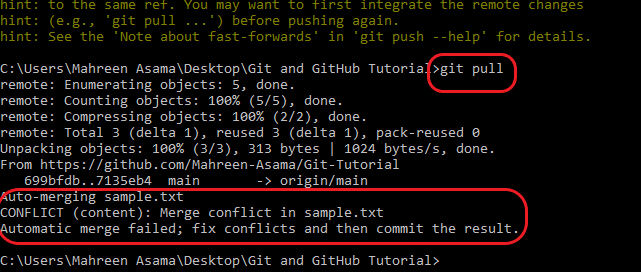 hint: to the same ref. You may want to first integrate the remote changes
hint: (e.g., 'git pull ...') before pushing again.
hint: See the 'Note about fast-forwards' in 'git push --help' for details.
C:\Users\Mahreen Asama\Desktop\Git and GitHub Tutorial>git pull
remote: Enumerating objects: 5, done.
remote: Counting objects: 100% (5/5), done.
remote: Compressing objects: 100% (2/2), done.
remote: Total 3 (delta 1), reused 3 (delta 1), pack-reused 0
Unpacking objects: 100% (3/3), 313 bytes | 1024 bytes/s, done.
From https://github.com/Mahreen-Asama/Git-Tutorial
   699bfdb..7135eb4  main       -> origin/main
Auto-merging sample.txt
CONFLICT (content): Merge conflict in sample.txt
Automatic merge failed; fix conflicts and then commit the result.
C:\Users\Mahreen Asama\Desktop\Git and GitHub Tutorial>